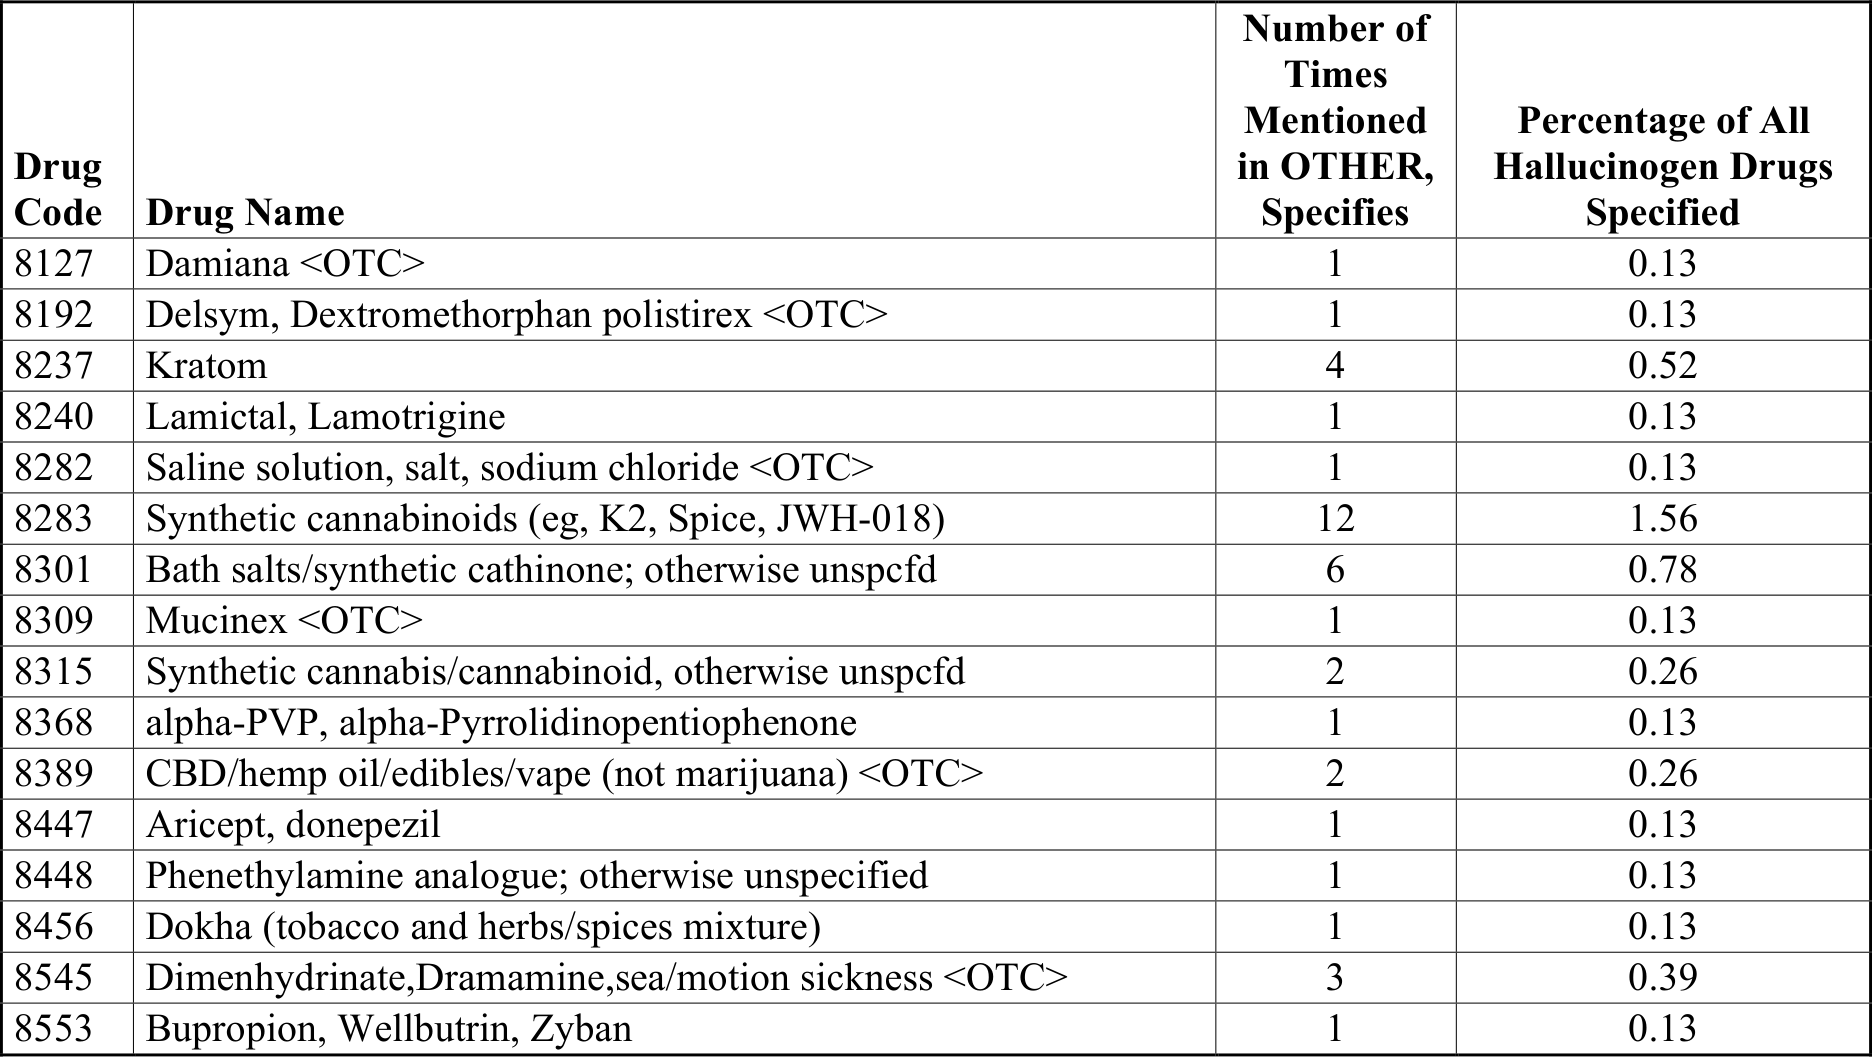 Drug Code | Drug Name | Number of Times Mentioned in OTHER, Specifies | Percentage of All Hallucinogen Drugs Specified
8127 | Damiana <OTC> | 1 | 0.13
8192 | Delsym, Dextromethorphan polistirex <OTC> | 1 | 0.13
8237 | Kratom | 4 | 0.52
8240 | Lamictal, Lamotrigine | 1 | 0.13
8282 | Saline solution, salt, sodium chloride <OTC> | 1 | 0.13
8283 | Synthetic cannabinoids (eg, K2, Spice, JWH-018) | 12 | 1.56
8301 | Bath salts/synthetic cathinone; otherwise unspcfd | 6 | 0.78
8309 | Mucinex <OTC> | 1 | 0.13
8315 | Synthetic cannabis/cannabinoid, otherwise unspcfd | 2 | 0.26
8368 | alpha-PVP, alpha-Pyrrolidinopentiophenone | 1 | 0.13
8389 | CBD/hemp oil/edibles/vape (not marijuana) <OTC> | 2 | 0.26
8447 | Aricept, donepezil | 1 | 0.13
8448 | Phenethylamine analogue; otherwise unspecified | 1 | 0.13
8456 | Dokha (tobacco and herbs/spices mixture) | 1 | 0.13
8545 | Dimenhydrinate,Dramamine,sea/motion sickness <OTC> | 3 | 0.39
8553 | Bupropion, Wellbutrin, Zyban | 1 | 0.13